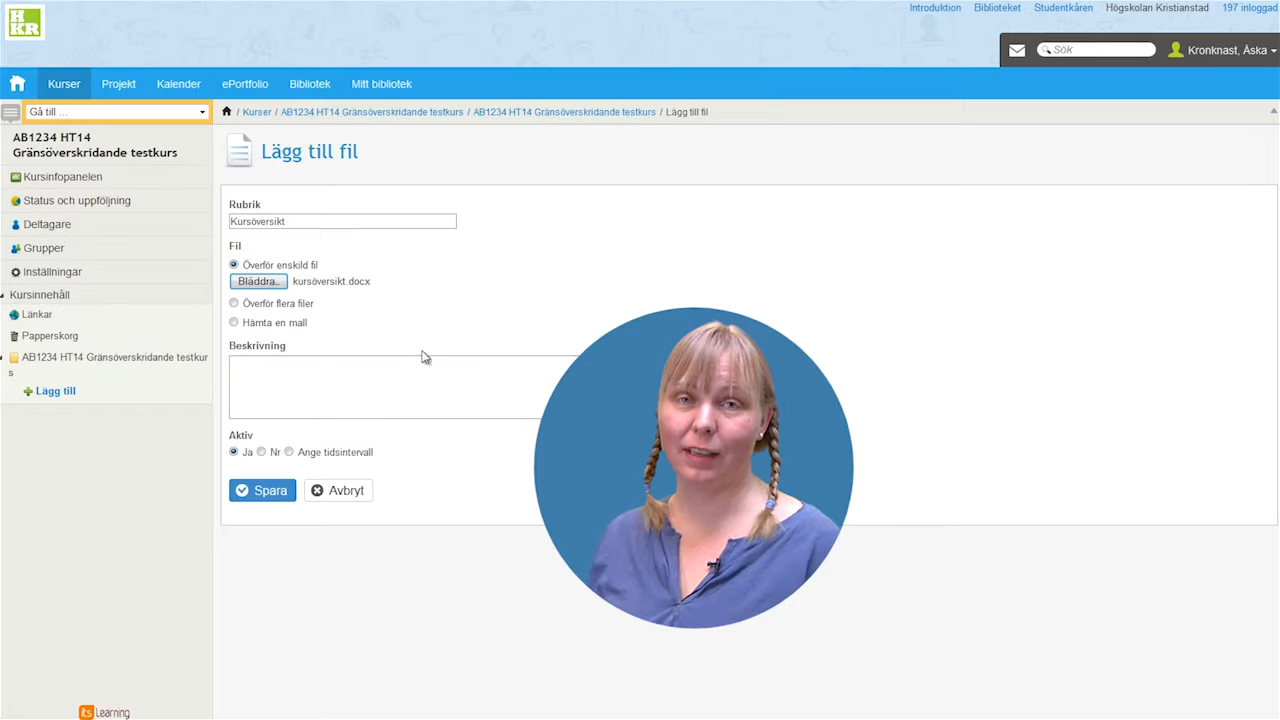 H
KR
Introduktion Biblioteket Studentkåren Högskolan Kristianstad 197 inloggad
Sök
Kronknast, Aska
Kurser Projekt Kalender ePortfolio Bibliotek Mitt bibliotek
Gå till ...
Kurser / AB1234 HT14 Gränsöverskridande testkurs / AB1234 HT14 Gränsöverskridande testkurs / Lägg till fil
AB1234 HT14
Gränsöverskridande testkurs
Kursinfopanelen
Status och uppföljning
Deltagare
Grupper
Inställningar
Kursinnehåll
Länkar
Papperskorg
AB1234 HT14 Gränsöverskridande testkur
s
Lägg till
Lägg till fil
Rubrik
Kursöversikt
Fil
Överför enskild fil
Bläddra... kursöversikt.docx
Överför flera filer
Hämta en mall
Beskrivning
Aktiv
Ja Nr Ange tidsintervall
Spara Avbryt
its Learning